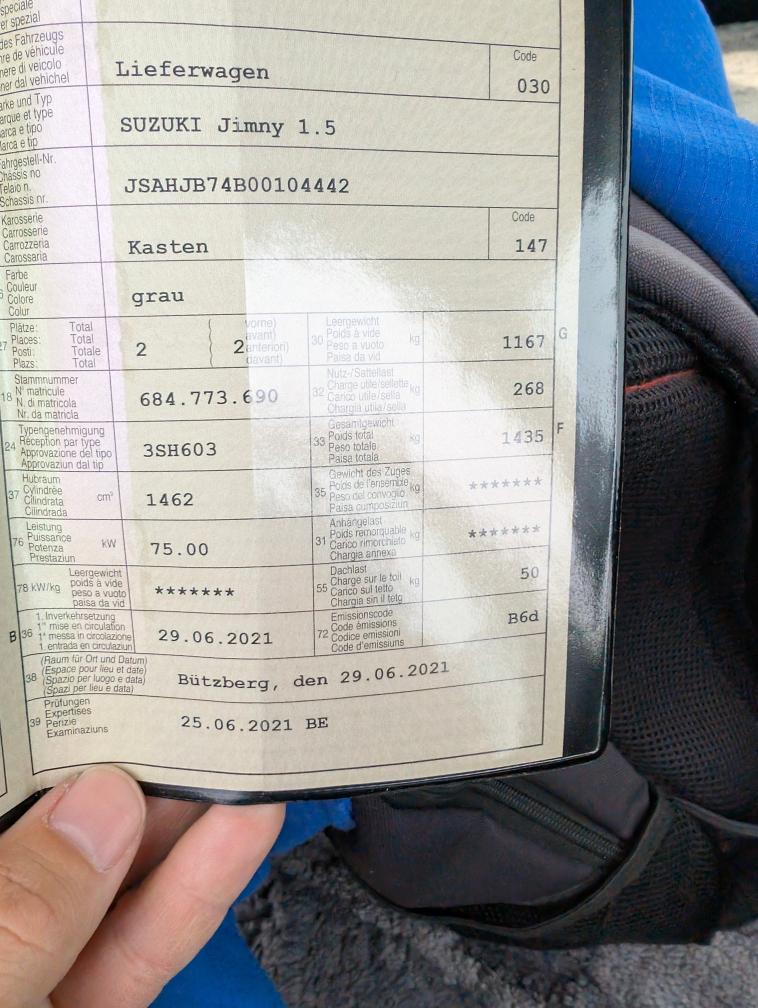 speciale
er spezial
des Fahrzeugs
re de véhicule
nere di veicolo
ner dal vehichel
Lieferwagen
Code
030
arke und Typ
arque et type
arca e tipo
Marca e tip
SUZUKI Jimny 1.5
Fahrgestell-Nr.
Châssis no
Telaio n.
Schassis nr.
JSAHJB74B00104442
Karosserie
Carrosserie
Carrozzeria
Carossaria
Kasten
Code
147
Farbe
Couleur
Colore
Colur
grau
27 Plätze: Total
Places: Total
Posti: Totale
Plazs: Total
2
2
vorne)
avant)
anteriori)
davant)
30 Leergewicht
Poids à vide
Peso a vuoto
Paisa da vid
kg
1167 G
18 Stammnummer
N° matricule
N. di matricola
Nr. da matricla
684.773.690
32 Nutz-/Sattellast
Charge utile/sellette
Carico utile/sella
Chargia utila/sella
kg
268
24 Typengenehmigung
Réception par type
Approvazione del tipo
Approvaziun dal tip
3SH603
33 Gesamtgewicht
Poids total
Peso totale
Paisa totala
kg
1435 F
37 Hubraum
Cylindrée
Cilindrata
Cilindrada
cm³
1462
35 Gewicht des Zuges
Poids de l'ensemble
Peso del convoglio
Paisa cumposiziun
kg
*******
76 Leistung
Puissance
Potenza
Prestaziun
kW
75.00
31 Anhängelast
Poids remorquable
Carico rimorchiato
Chargia annexa
kg
*******
78 kW/kg
Leergewicht
poids à vide
peso a vuoto
paisa da vid
*******
55 Dachlast
Charge sur le toit
Carico sul tetto
Chargia sin il tetg
kg
50
B 36 1. Inverkehrsetzung
1re mise en circulation
1a messa in circolazione
1. entrada en circulaziun
29.06.2021
72 Emissionscode
Code émissions
Codice emissioni
Code d'emissiuns
B6d
38 (Raum für Ort und Datum)
(Espace pour lieu et date)
(Spazio per luogo e data)
(Spazi per lieu e data)
Bützberg, den 29.06.2021
39 Prüfungen
Expertises
Perizie
Examinaziuns
25.06.2021 BE